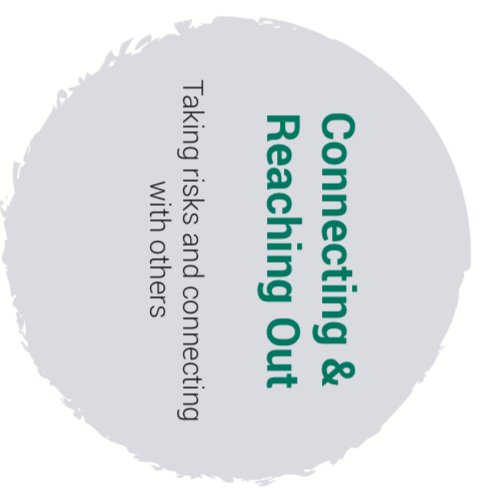 Connecting &
Reaching Out
Taking risks and connecting
with others